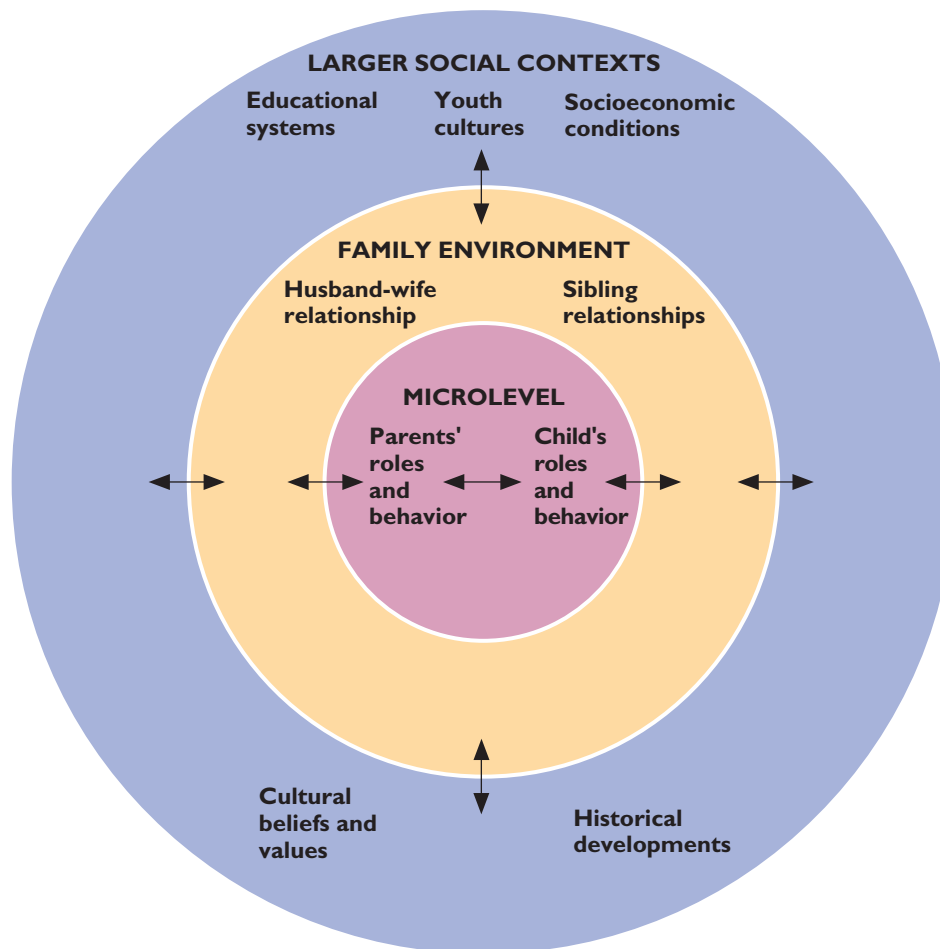 LARGER SOCIAL CONTEXTS
Educational
systems
Youth
cultures
Socioeconomic
conditions
FAMILY ENVIRONMENT
Husband-wife
relationship
Sibling
relationships
MICROLEVEL
Parents'
roles
and
behavior
Child's
roles
and
behavior
Cultural
beliefs and
values
Historical
developments